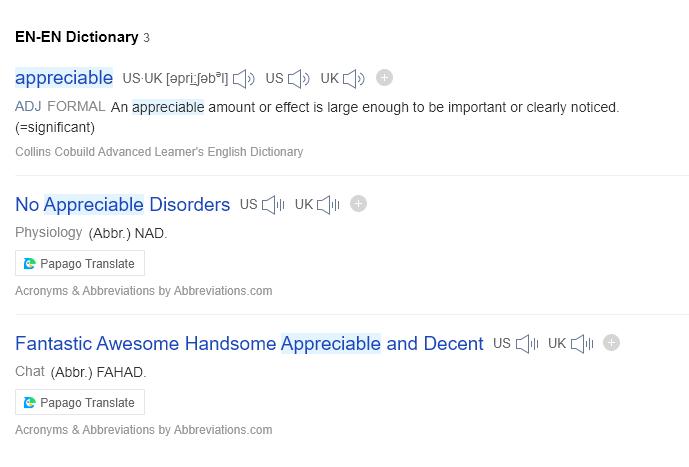 EN-EN Dictionary 3
appreciable US·UK [əpriːʃəbᵊl] US UK
ADJ FORMAL An appreciable amount or effect is large enough to be important or clearly noticed.
(=significant)
Collins Cobuild Advanced Learner's English Dictionary
No Appreciable Disorders US UK
Physiology (Abbr.) NAD.
Papago Translate
Acronyms & Abbreviations by Abbreviations.com
Fantastic Awesome Handsome Appreciable and Decent US UK
Chat (Abbr.) FAHAD.
Papago Translate
Acronyms & Abbreviations by Abbreviations.com